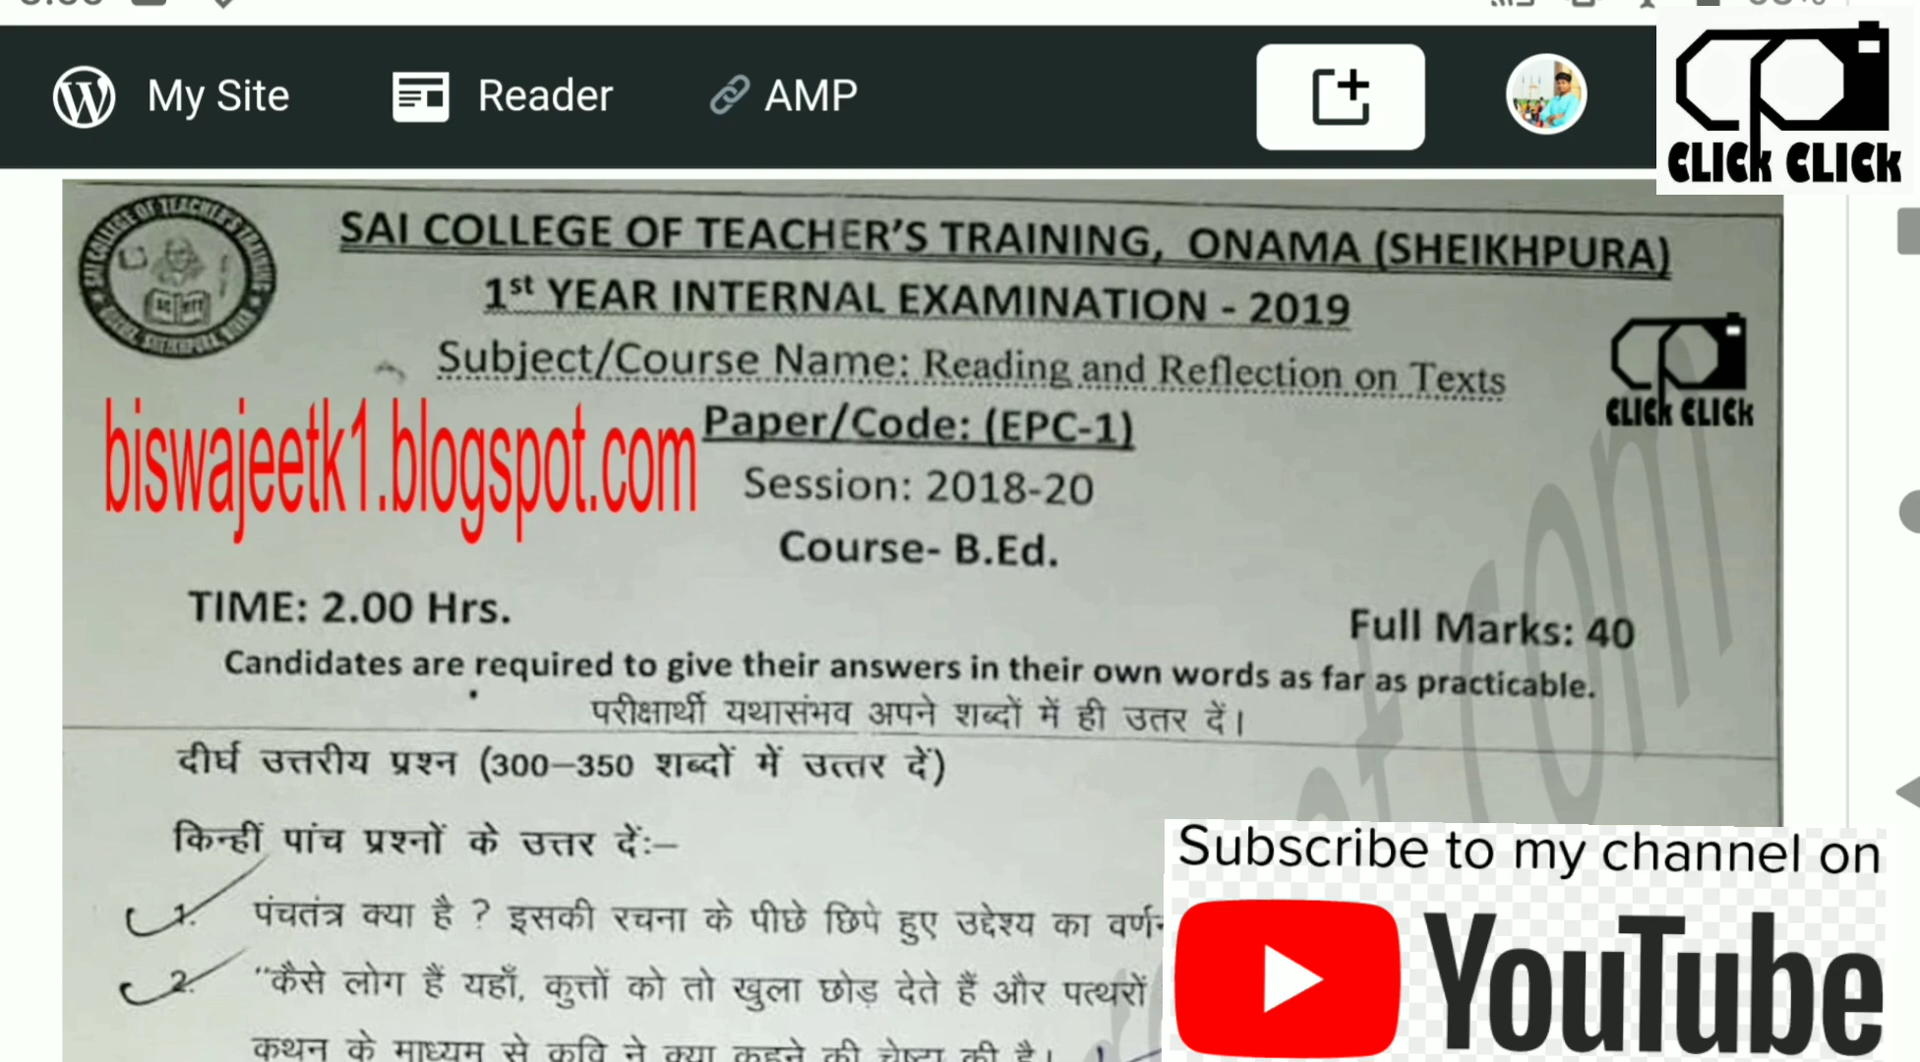 My Site
Reader
AMP
CLICK CLICK
SAI COLLEGE OF TEACHER'S TRAINING, ONAMA (SHEIKHPURA)
1st YEAR INTERNAL EXAMINATION - 2019
Subject/Course Name: Reading and Reflection on Texts
CLICK CLICK
biswajeetk1.blogspot.com
Paper/Code: (EPC-1)
Session: 2018-20
Course- B.Ed.
TIME: 2.00 Hrs.
Full Marks: 40
Candidates are required to give their answers in their own words as far as practicable.
परीक्षार्थी यथासंभव अपने शब्दों में ही उतर दें।
दीर्घ उत्तरीय प्रश्न (300–350 शब्दों में उत्तर दें)
किन्हीं पांच प्रश्नों के उत्तर दें:–
1. पंचतंत्र क्या है ? इसकी रचना के पीछे छिपे हुए उद्देश्य का
2. “कैसे लोग हैं यहाँ, कुत्तों को तो खुला छोड़ देते हैं और पत्थरों
कथन के माध्यम से कवि ने क्या कहने की चेष्टा की है।
Subscribe to my channel on
YouTube